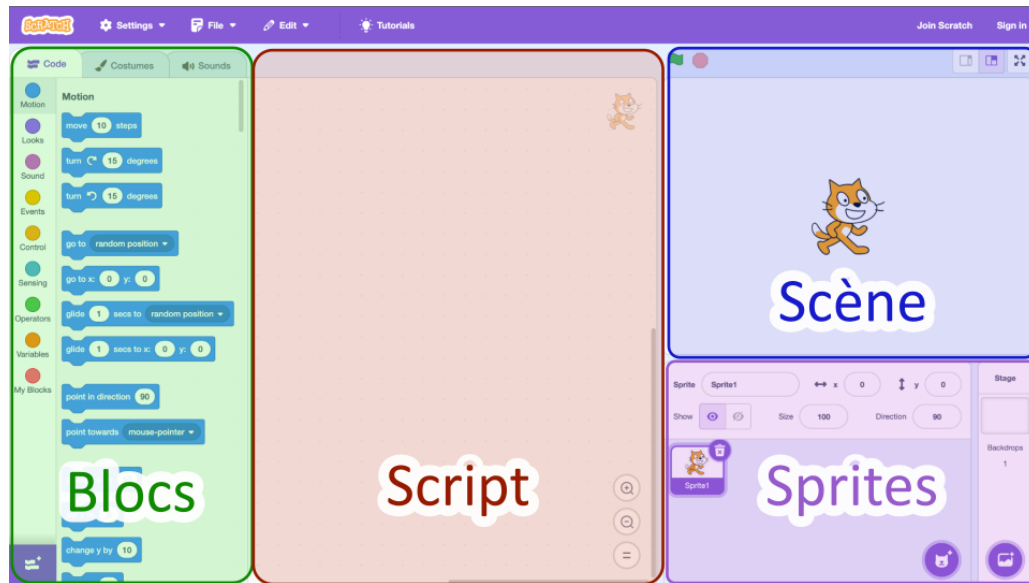 SCRATCH Settings File Edit Tutorials Join Scratch Sign in
Code Costumes Sounds
Motion
Looks
Sound
Events
Control
Sensing
Operators
Variables
My Blocks
Motion
move 10 steps
turn 15 degrees
turn 15 degrees
go to random position
go to x: 0 y: 0
glide 1 secs to random position
glide 1 secs to x: 0 y: 0
point in direction 90
point towards mouse-pointer
change y by 10
Blocs
Script
Scène
Sprite Sprite1 x 0 y 0
Show Size 100 Direction 90
Sprite1
Stage
Backdrops
1
Sprites